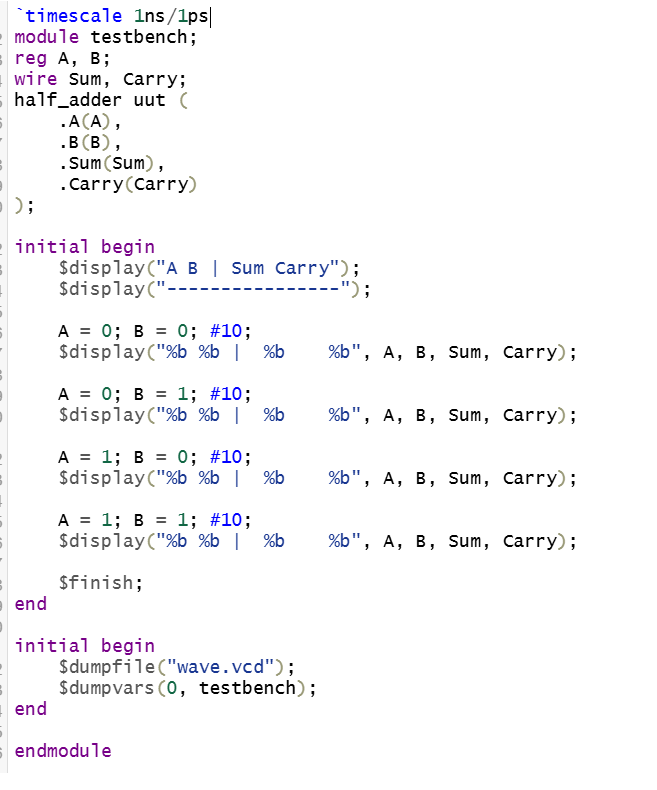 `timescale 1ns/1ps
module testbench;
reg A, B;
wire Sum, Carry;
half_adder uut (
    .A(A),
    .B(B),
    .Sum(Sum),
    .Carry(Carry)
);

initial begin
    $display("A B | Sum Carry");
    $display("----------------");

    A = 0; B = 0; #10;
    $display("%b %b |  %b    %b", A, B, Sum, Carry);

    A = 0; B = 1; #10;
    $display("%b %b |  %b    %b", A, B, Sum, Carry);

    A = 1; B = 0; #10;
    $display("%b %b |  %b    %b", A, B, Sum, Carry);

    A = 1; B = 1; #10;
    $display("%b %b |  %b    %b", A, B, Sum, Carry);

    $finish;
end

initial begin
    $dumpfile("wave.vcd");
    $dumpvars(0, testbench);
end

endmodule